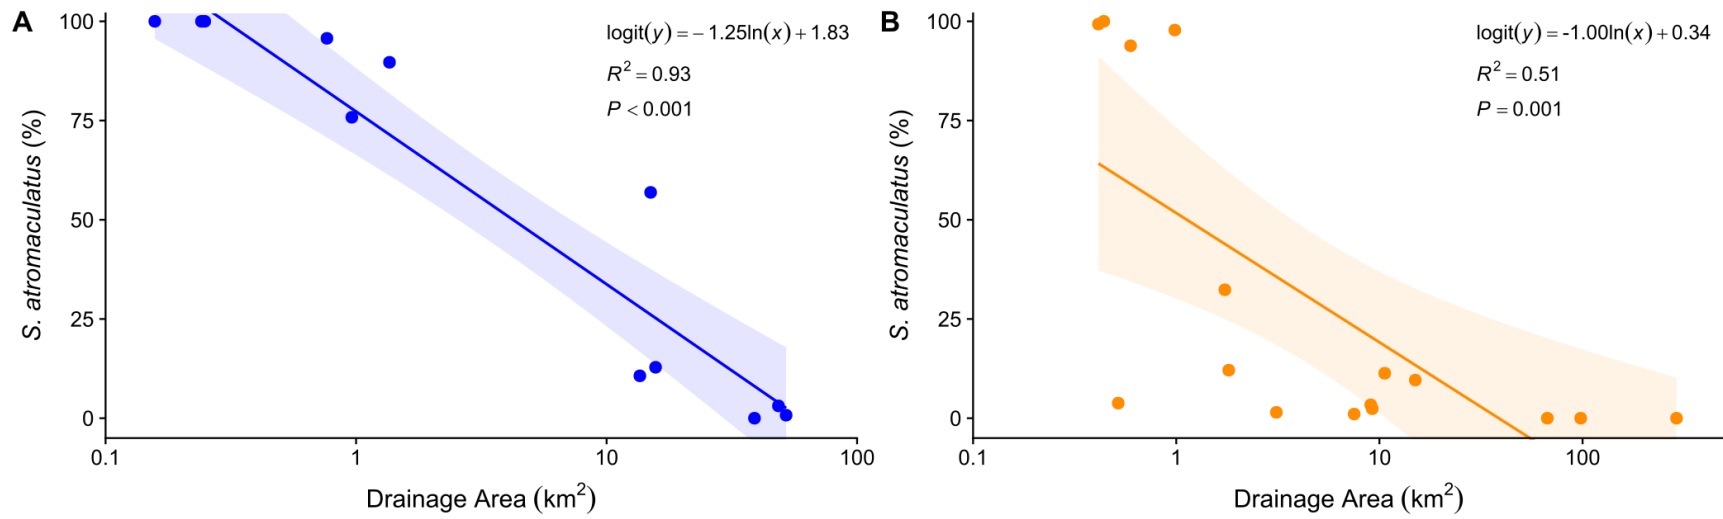 A
logit(y) = − 1.25ln(x) + 1.83
R² = 0.93
P < 0.001
100
75
50
25
0
S. atromaculatus (%)
0.1 1 10 100
Drainage Area (km²)
B
logit(y) = -1.00ln(x) + 0.34
R² = 0.51
P = 0.001
100
75
50
25
0
S. atromaculatus (%)
0.1 1 10 100
Drainage Area (km²)